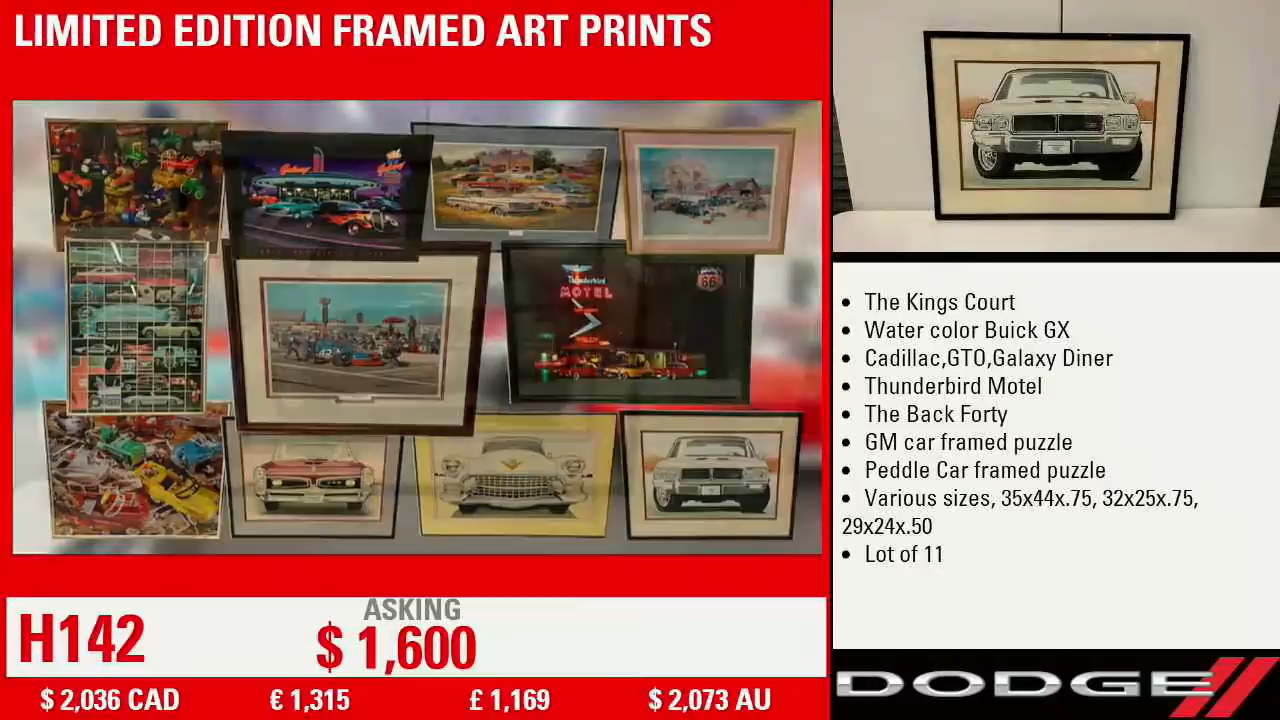 LIMITED EDITION FRAMED ART PRINTS
Galaxy
Thunderbird
MOTEL
66
• The Kings Court
• Water color Buick GX
• Cadillac,GTO,Galaxy Diner
• Thunderbird Motel
• The Back Forty
• GM car framed puzzle
• Peddle Car framed puzzle
• Various sizes, 35x44x.75, 32x25x.75,
29x24x.50
• Lot of 11
H142
ASKING
$ 1,600
$ 2,036 CAD € 1,315 £ 1,169 $ 2,073 AU
DODGE